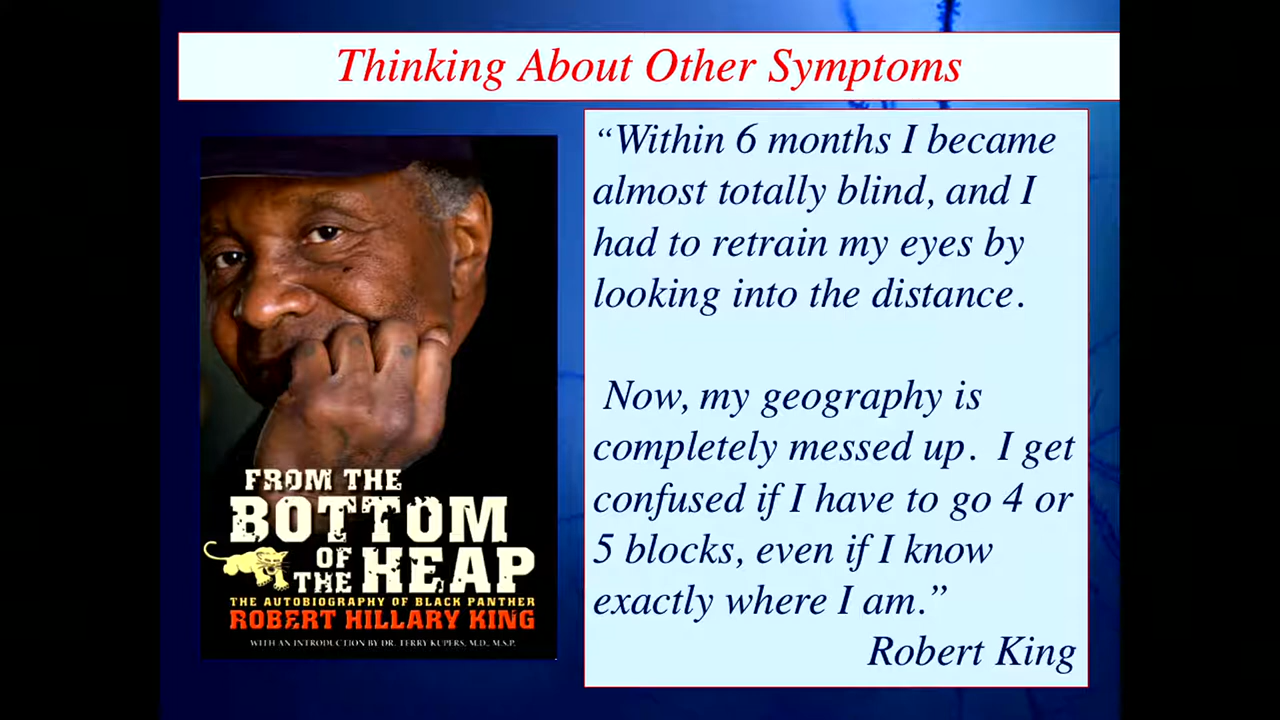 Thinking About Other Symptoms
“Within 6 months I became
almost totally blind, and I
had to retrain my eyes by
looking into the distance.
Now, my geography is
completely messed up. I get
confused if I have to go 4 or
5 blocks, even if I know
exactly where I am.”
Robert King
FROM THE
BOTTOM
OF
THE HEAP
THE AUTOBIOGRAPHY OF BLACK PANTHER
ROBERT HILLARY KING
WITH AN INTRODUCTION BY DR. TERRY KUPERS, M.D., M.S.P.